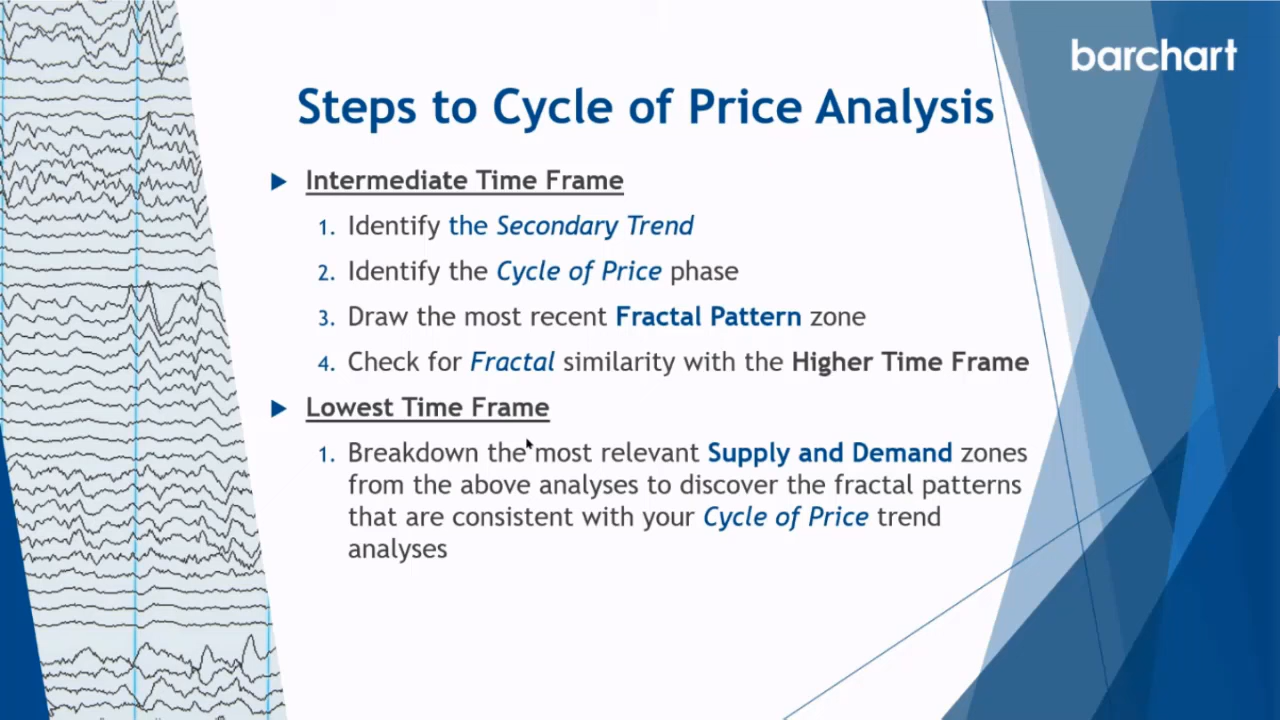 barchart
Steps to Cycle of Price Analysis
Intermediate Time Frame
1. Identify the Secondary Trend
2. Identify the Cycle of Price phase
3. Draw the most recent Fractal Pattern zone
4. Check for Fractal similarity with the Higher Time Frame
Lowest Time Frame
1. Breakdown the most relevant Supply and Demand zones
from the above analyses to discover the fractal patterns
that are consistent with your Cycle of Price trend
analyses